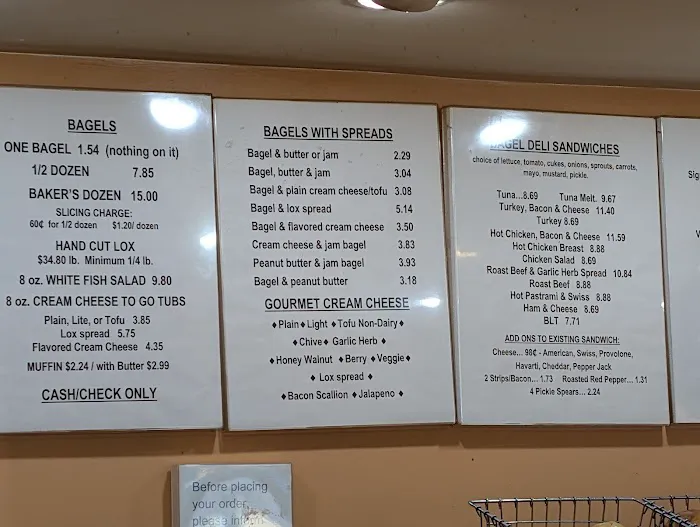 BAGELS
ONE BAGEL 1.54 (nothing on it)
1/2 DOZEN 7.85
BAKER'S DOZEN 15.00
SLICING CHARGE:
60¢ for 1/2 dozen $1.20/ dozen
HAND CUT LOX
$34.80 lb. Minimum 1/4 lb.
8 oz. WHITE FISH SALAD 9.80
8 oz. CREAM CHEESE TO GO TUBS
Plain, Lite, or Tofu 3.85
Lox spread 5.75
Flavored Cream Cheese 4.35
MUFFIN $2.24 / with Butter $2.99
CASH/CHECK ONLY
BAGELS WITH SPREADS
Bagel & butter or jam 2.29
Bagel, butter & jam 3.04
Bagel & plain cream cheese/tofu 3.08
Bagel & lox spread 5.14
Bagel & flavored cream cheese 3.50
Cream cheese & jam bagel 3.83
Peanut butter & jam bagel 3.93
Bagel & peanut butter 3.18
GOURMET CREAM CHEESE
♦Plain♦Light ♦Tofu Non-Dairy♦
♦Chive♦ Garlic Herb ♦
♦Honey Walnut ♦Berry ♦Veggie♦
♦ Lox spread ♦
♦Bacon Scallion ♦Jalapeno ♦
BAGEL DELI SANDWICHES
choice of lettuce, tomato, cukes, onions, sprouts, carrots,
mayo, mustard, pickle.
Tuna...8.69 Tuna Melt. 9.67
Turkey, Bacon & Cheese 11.40
Turkey 8.69
Hot Chicken, Bacon & Cheese 11.59
Hot Chicken Breast 8.88
Chicken Salad 8.69
Roast Beef & Garlic Herb Spread 10.84
Roast Beef 8.88
Hot Pastrami & Swiss 8.88
Ham & Cheese 8.69
BLT 7.71
ADD ONS TO EXISTING SANDWICH:
Cheese... 98¢ - American, Swiss, Provolone,
Havarti, Cheddar, Pepper Jack
2 Strips/Bacon... 1.73 Roasted Red Pepper... 1.31
4 Pickle Spears... 2.24
Before placing
your order,
please inform